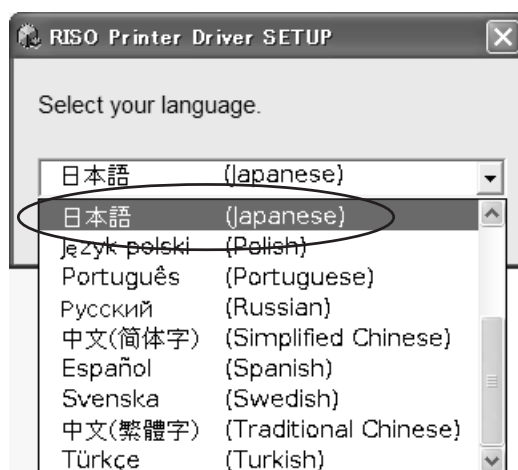 RISO Printer Driver SETUP
Select your language.
日本語 (Japanese)
日本語 (Japanese)
Język polski (Polish)
Português (Portuguese)
Русский (Russian)
中文(简体字) (Simplified Chinese)
Español (Spanish)
Svenska (Swedish)
中文(繁體字) (Traditional Chinese)
Türkçe (Turkish)